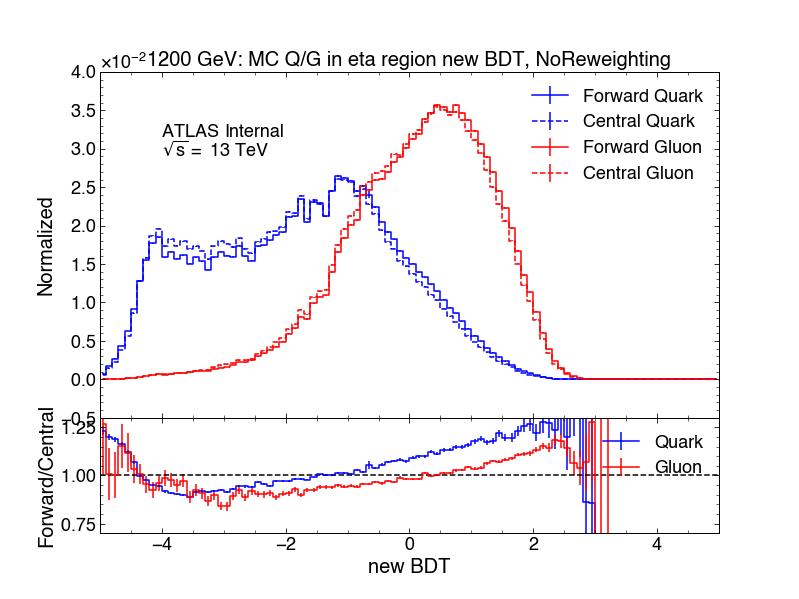 ×10⁻²1200 GeV: MC Q/G in eta region new BDT, NoReweighting
4.0
3.5
3.0
2.5
2.0
1.5
1.0
0.5
0.0
−0.5
Normalized
ATLAS Internal
√s = 13 TeV
Forward Quark
Central Quark
Forward Gluon
Central Gluon
1.25
1.00
0.75
Forward/Central
Quark
Gluon
−4
−2
0
2
4
new BDT